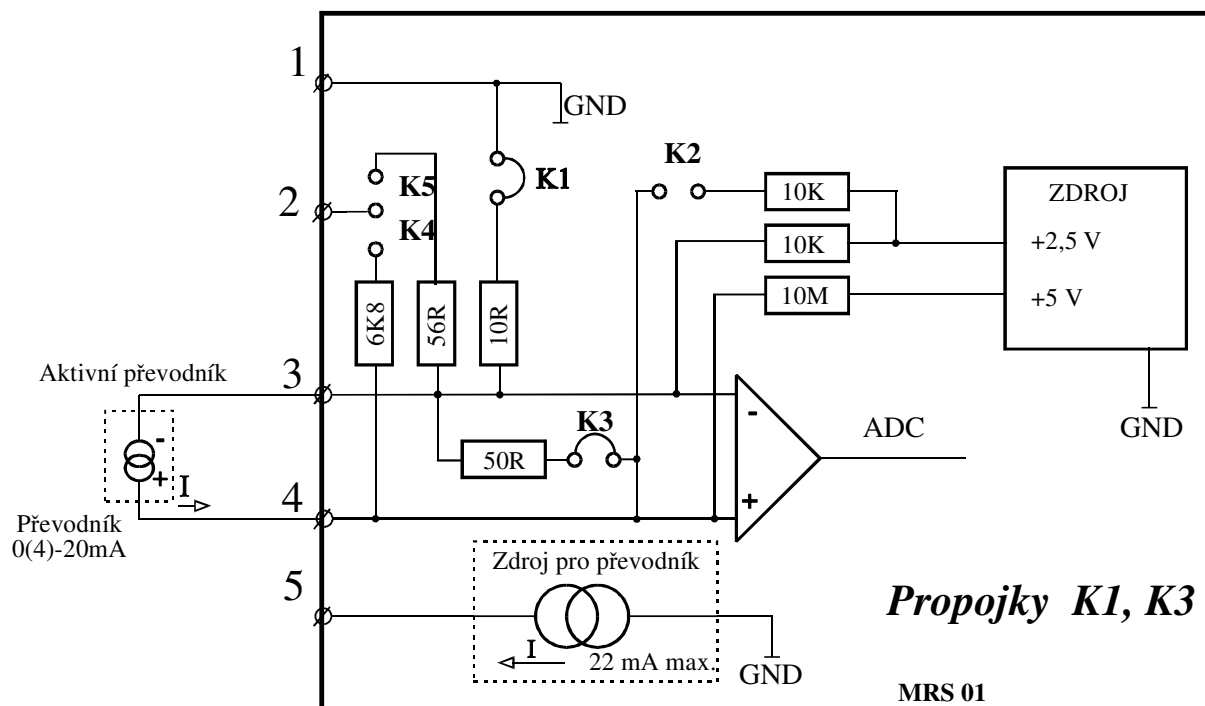 1
GND
K2
K5
K1
10K
ZDROJ
2
K4
10K
+2,5 V
10M
+5 V
6K8
56R
10R
Aktivní převodník
3
-
ADC
GND
K3
-
50R
+
I
4
+
Převodník
0(4)-20mA
Zdroj pro převodník
5
Propojky K1, K3
I
22 mA max.
GND
MRS 01